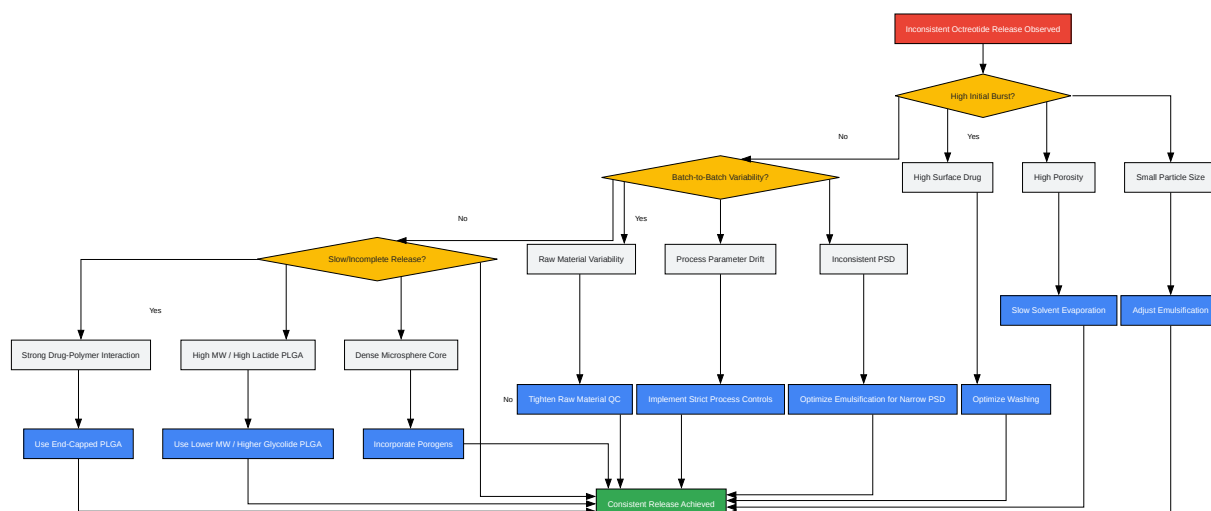 Inconsistent Octreotide Release Observed
High Initial Burst?
No
Yes
Batch-to-Batch Variability?
High Surface Drug
High Porosity
Small Particle Size
No
Yes
Slow/Incomplete Release?
Raw Material Variability
Process Parameter Drift
Inconsistent PSD
Yes
Slow Solvent Evaporation
Adjust Emulsification
Strong Drug-Polymer Interaction
High MW / High Lactide PLGA
Dense Microsphere Core
No
Tighten Raw Material QC
Implement Strict Process Controls
Optimize Emulsification for Narrow PSD
Optimize Washing
Use End-Capped PLGA
Use Lower MW / Higher Glycolide PLGA
Incorporate Porogens
Consistent Release Achieved